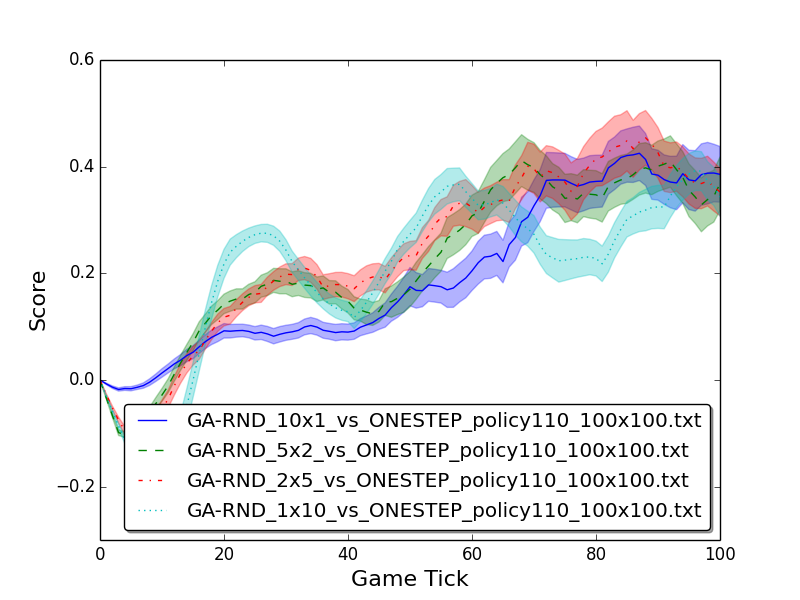 0.6
0.4
0.2
0.0
−0.2
Score
GA-RND_10x1_vs_ONESTEP_policy110_100x100.txt
GA-RND_5x2_vs_ONESTEP_policy110_100x100.txt
GA-RND_2x5_vs_ONESTEP_policy110_100x100.txt
GA-RND_1x10_vs_ONESTEP_policy110_100x100.txt
0 20 40 60 80 100
Game Tick